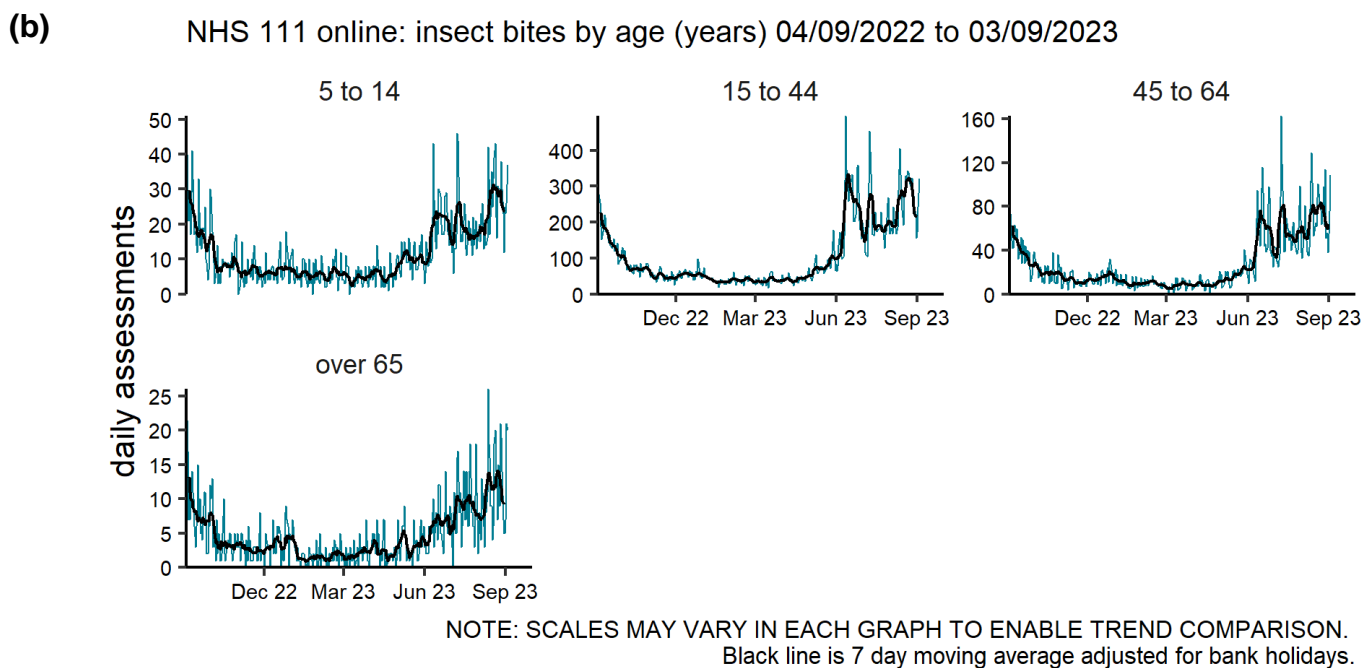 (b)
NHS 111 online: insect bites by age (years) 04/09/2022 to 03/09/2023
daily assessments
5 to 14
50
40
30
20
10
0
15 to 44
400
300
200
100
0
Dec 22 Mar 23 Jun 23 Sep 23
45 to 64
160
120
80
40
0
Dec 22 Mar 23 Jun 23 Sep 23
over 65
25
20
15
10
5
0
Dec 22 Mar 23 Jun 23 Sep 23
NOTE: SCALES MAY VARY IN EACH GRAPH TO ENABLE TREND COMPARISON.
Black line is 7 day moving average adjusted for bank holidays.